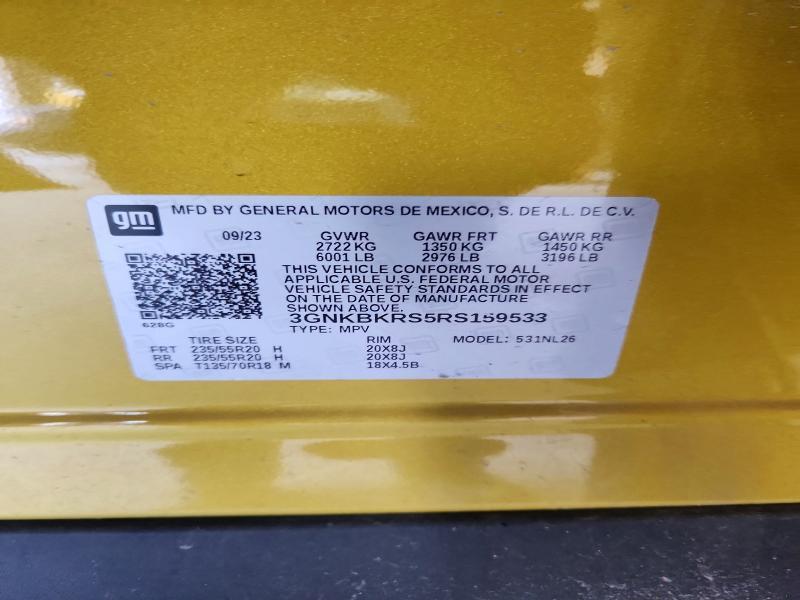 gm
MFD BY GENERAL MOTORS DE MEXICO, S. DE R.L. DE C.V.
09/23 GVWR GAWR FRT GAWR RR
2722 KG 1350 KG 1450 KG
6001 LB 2976 LB 3196 LB
THIS VEHICLE CONFORMS TO ALL
APPLICABLE U.S. FEDERAL MOTOR
VEHICLE SAFETY STANDARDS IN EFFECT
ON THE DATE OF MANUFACTURE
SHOWN ABOVE.
3GNKBKRS5RS159533
628G
TYPE: MPV
TIRE SIZE RIM MODEL: 531NL26
FRT 235/55R20 H 20X8J
RR 235/55R20 H 20X8J
SPA T135/70R18 M 18X4.5B